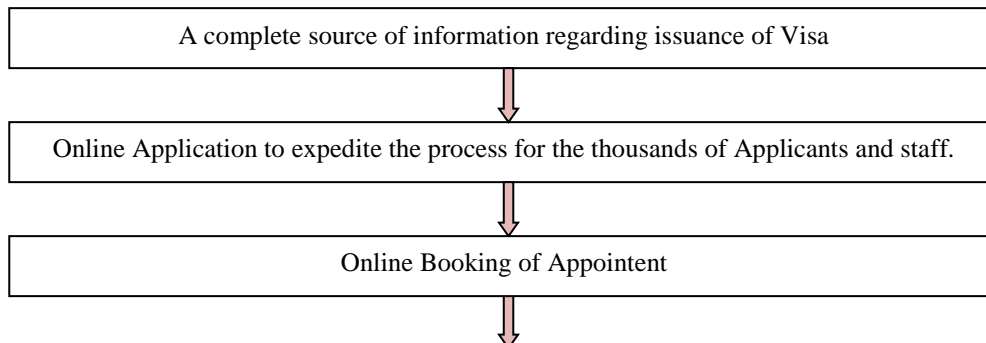 A complete source of information regarding issuance of Visa
Online Application to expedite the process for the thousands of Applicants and staff.
Online Booking of Appointent